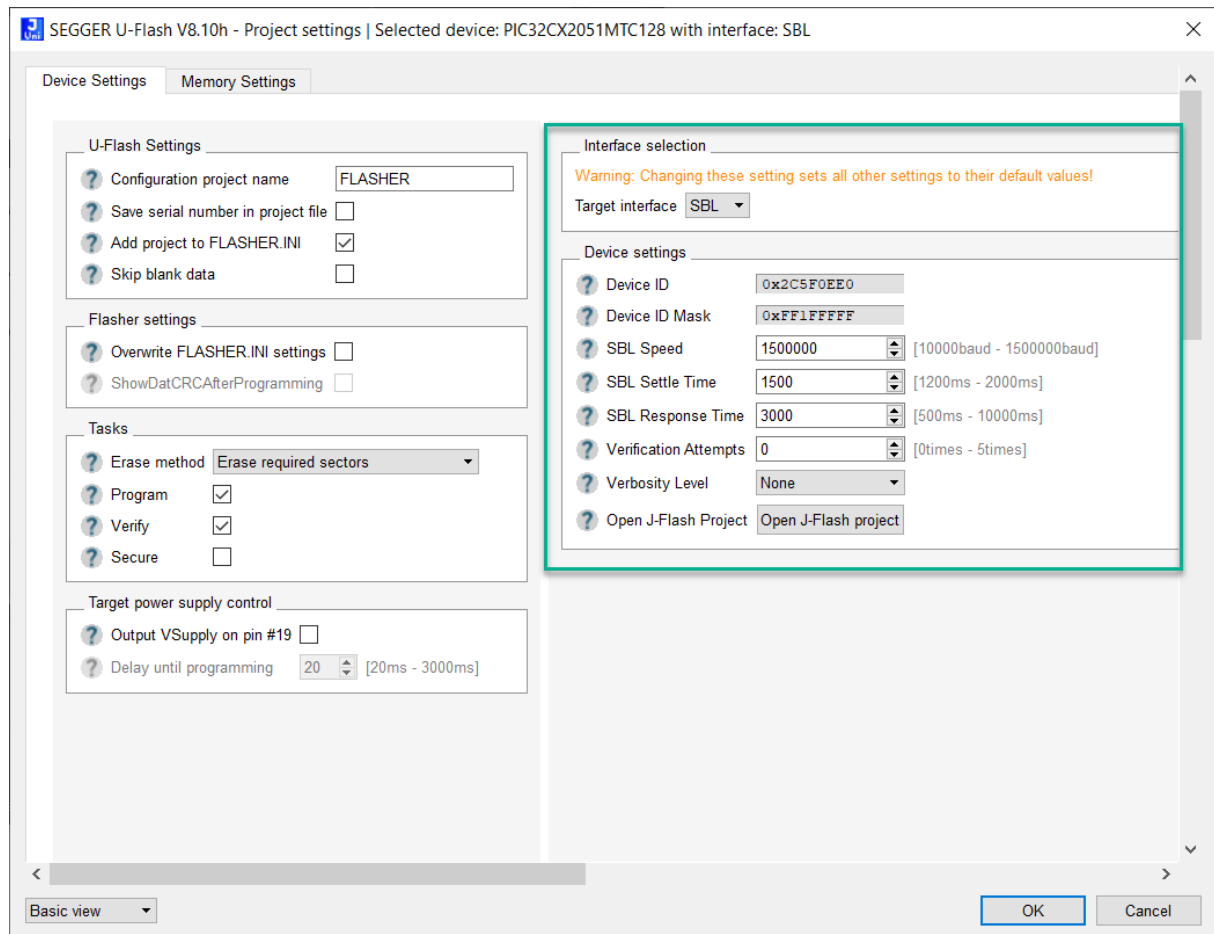 SEGGER U-Flash V8.10h - Project settings | Selected device: PIC32CX2051MTC128 with interface: SBL
Device Settings
Memory Settings
U-Flash Settings
? Configuration project name FLASHER
? Save serial number in project file
? Add project to FLASHER.INI
? Skip blank data
Flasher settings
? Overwrite FLASHER.INI settings
? ShowDatCRCAfterProgramming
Tasks
? Erase method Erase required sectors
? Program
? Verify
? Secure
Target power supply control
? Output VSupply on pin #19
? Delay until programming 20 [20ms - 3000ms]
Interface selection
Warning: Changing these setting sets all other settings to their default values!
Target interface SBL
Device settings
? Device ID 0x2C5F0EE0
? Device ID Mask 0xFF1FFFFF
? SBL Speed 1500000 [10000baud - 1500000baud]
? SBL Settle Time 1500 [1200ms - 2000ms]
? SBL Response Time 3000 [500ms - 10000ms]
? Verification Attempts 0 [0times - 5times]
? Verbosity Level None
? Open J-Flash Project Open J-Flash project
Basic view
OK
Cancel